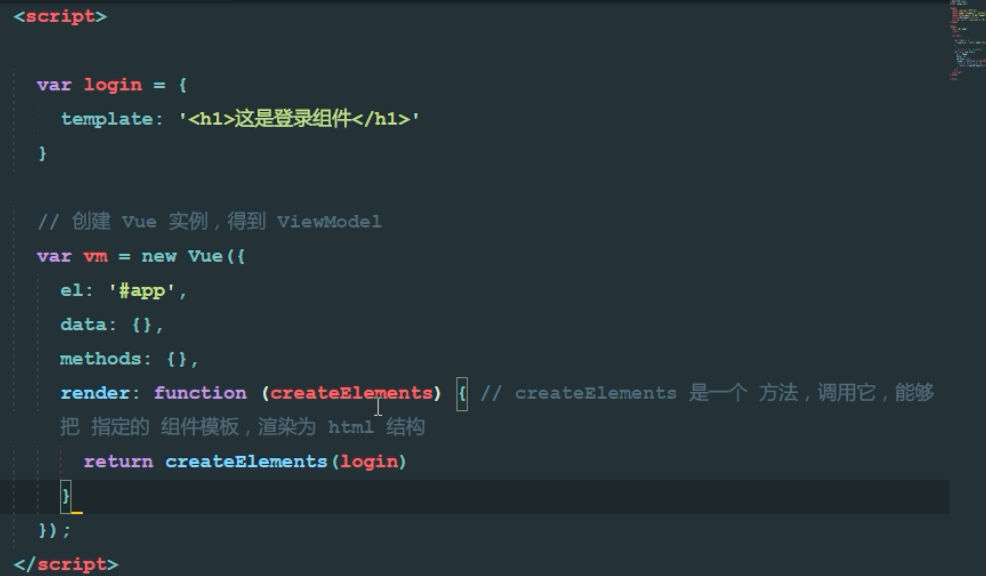 <script>
var login = {
template: '<h1>这是登录组件</h1>'
}
// 创建 Vue 实例，得到 ViewModel
var vm = new Vue({
el: '#app',
data: {},
methods: {},
render: function (createElements) { // createElements 是一个 方法，调用它，能够
把 指定的 组件模板，渲染为 html 结构
return createElements(login)
}
});
</script>